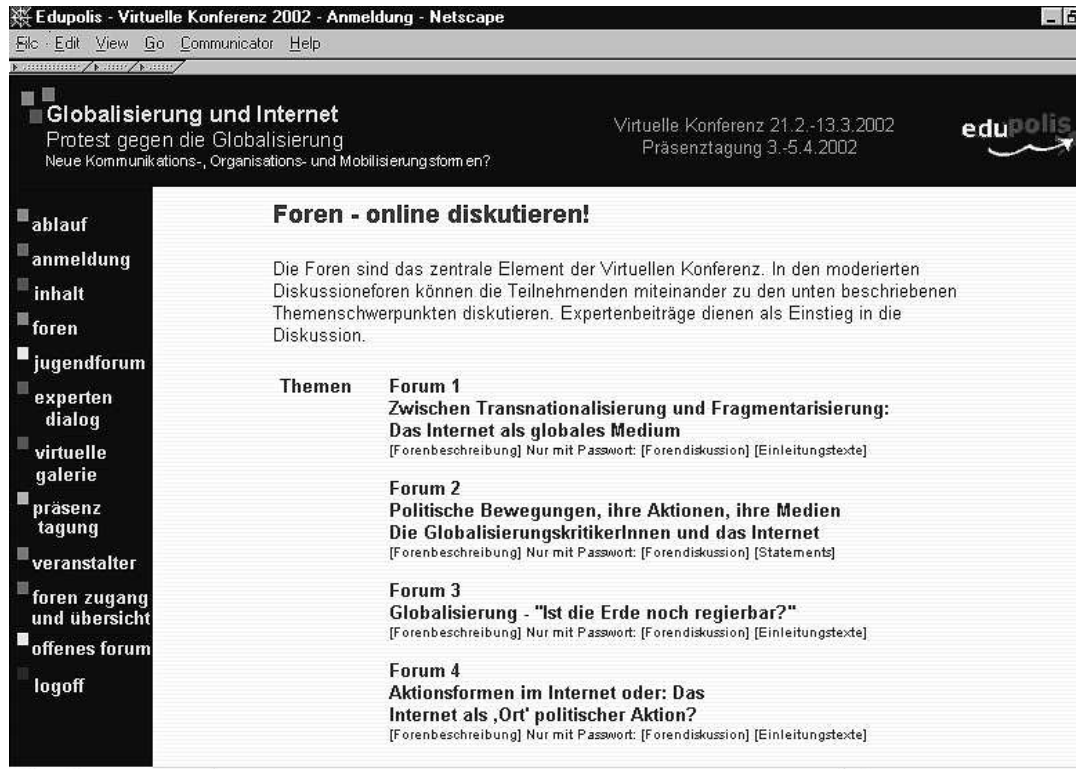 Edupolis - Virtuelle Konferenz 2002 - Anmeldung - Netscape
File Edit View Go Communicator Help
Globalisierung und Internet
Protest gegen die Globalisierung
Neue Kommunikations-, Organisations- und Mobilisierungsformen?
Virtuelle Konferenz 21.2.-13.3.2002
Präsenztagung 3.-5.4.2002
edupolis
ablauf
anmeldung
inhalt
foren
jugendforum
experten
dialog
virtuelle
galerie
präsenz
tagung
veranstalter
foren zugang
und übersicht
offenes forum
logoff
Foren - online diskutieren!
Die Foren sind das zentrale Element der Virtuellen Konferenz. In den moderierten
Diskussioneforen können die Teilnehmenden miteinander zu den unten beschriebenen
Themenschwerpunkten diskutieren. Expertenbeiträge dienen als Einstieg in die
Diskussion.
Themen
Forum 1
Zwischen Transnationalisierung und Fragmentarisierung:
Das Internet als globales Medium
[Forenbeschreibung] Nur mit Passwort: [Forendiskussion] [Einleitungstexte]
Forum 2
Politische Bewegungen, ihre Aktionen, ihre Medien
Die GlobalisierungskritikerInnen und das Internet
[Forenbeschreibung] Nur mit Passwort: [Forendiskussion] [Statements]
Forum 3
Globalisierung - "Ist die Erde noch regierbar?"
[Forenbeschreibung] Nur mit Passwort: [Forendiskussion] [Einleitungstexte]
Forum 4
Aktionsformen im Internet oder: Das
Internet als ‚Ort' politischer Aktion?
[Forenbeschreibung] Nur mit Passwort: [Forendiskussion] [Einleitungstexte]